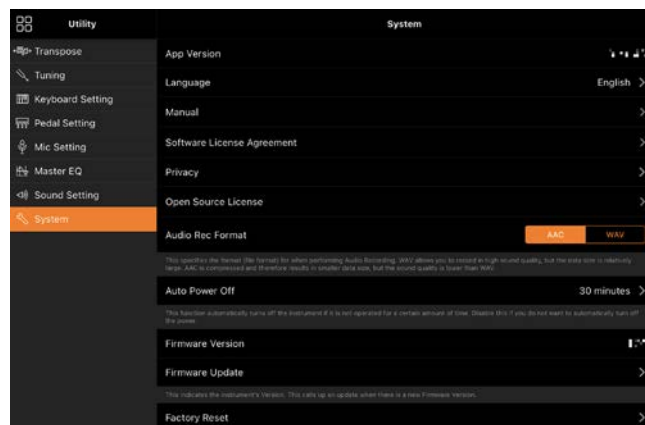 Utility
System
Transpose
Tuning
Keyboard Setting
Pedal Setting
Mic Setting
Master EQ
Sound Setting
System
App Version
Language English
Manual
Software License Agreement
Privacy
Open Source License
Audio Rec Format AAC WAV
This specifies the format (file format) for when performing Audio Recording. WAV allows you to record in high sound quality, but the data size is relatively
large. AAC is compressed and therefore results in smaller data size, but the sound quality is lower than WAV.
Auto Power Off 30 minutes
This function automatically turns off the instrument if it is not operated for a certain amount of time. Disable this if you do not want to automatically turn off
the power.
Firmware Version
Firmware Update
This indicates the instrument's Version. This calls up an update when there is a new Firmware version.
Factory Reset